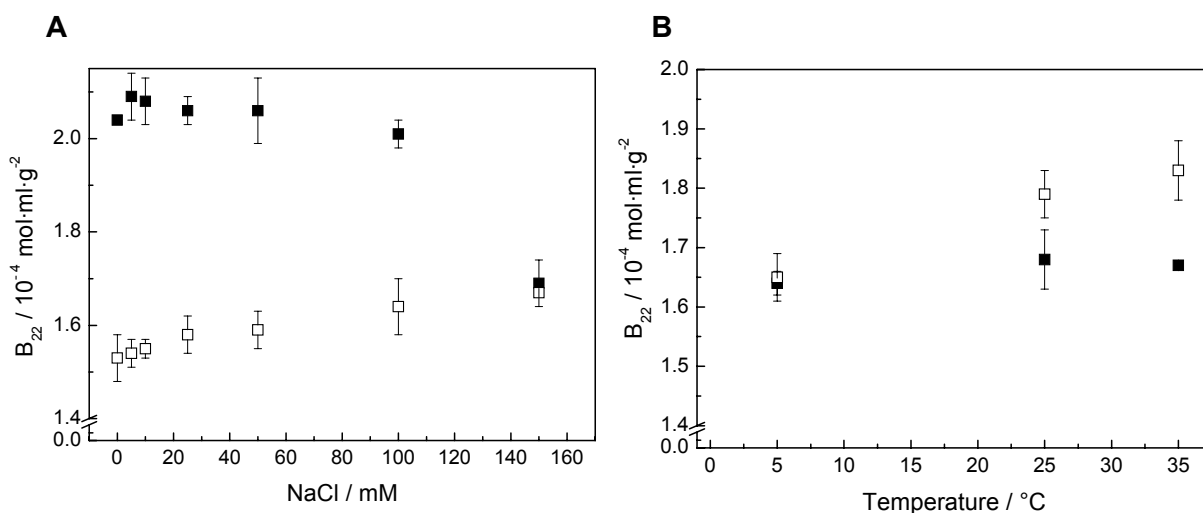 A
B₂₂ / 10⁻⁴ mol·ml·g⁻²
2.0
1.8
1.6
1.4
0.0
0 20 40 60 80 100 120 140 160
NaCl / mM
B
B₂₂ / 10⁻⁴ mol·ml·g⁻²
2.0
1.9
1.8
1.7
1.6
1.5
1.4
0.0
0 5 10 15 20 25 30 35
Temperature / °C